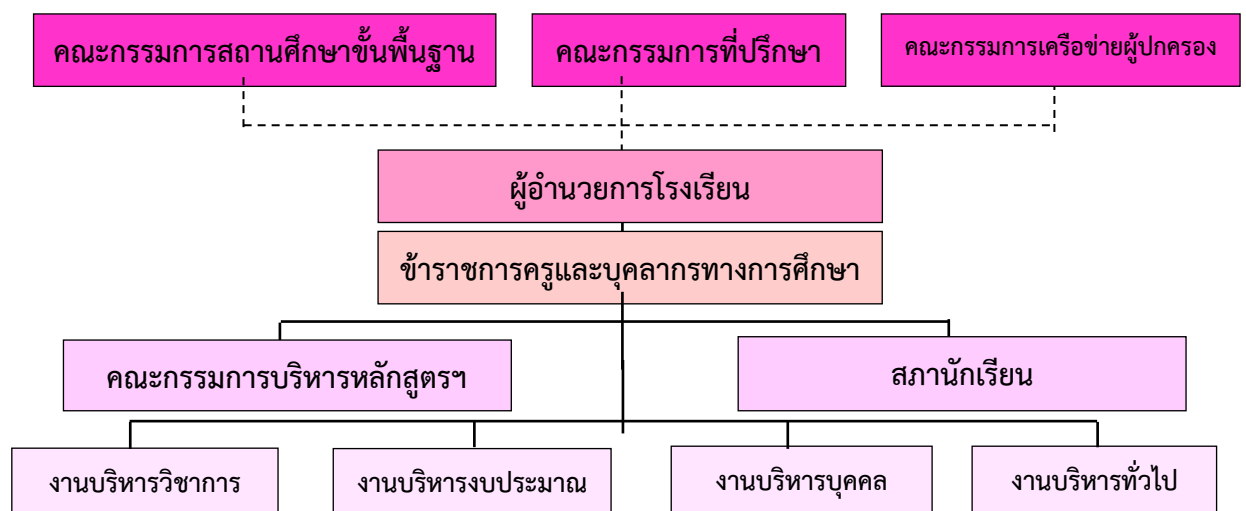 คณะกรรมการสถานศึกษาขั้นพื้นฐาน
คณะกรรมการที่ปรึกษา
คณะกรรมการเครือข่ายผู้ปกครอง
ผู้อำนวยการโรงเรียน
ข้าราชการครูและบุคลากรทางการศึกษา
คณะกรรมการบริหารหลักสูตรฯ
สภานักเรียน
งานบริหารวิชาการ
งานบริหารงบประมาณ
งานบริหารบุคคล
งานบริหารทั่วไป